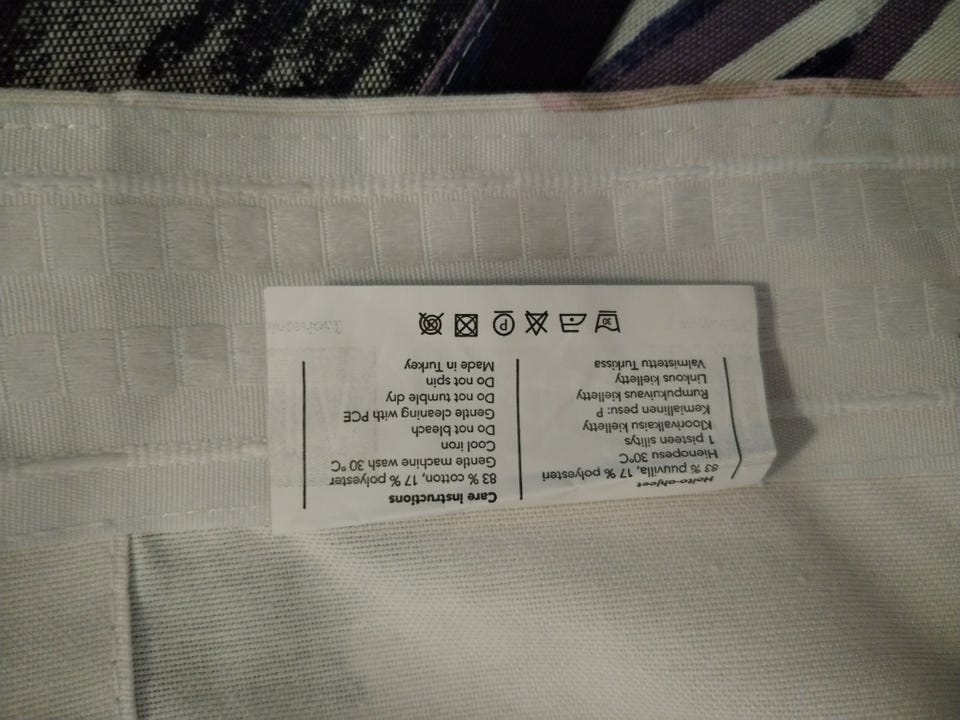 Hoito-ohjeet
83 % puuvilla, 17 % polyesteri
Hienopesu 30°C
1 pisteen silitys
Kloorivalkaisu kielletty
Kemiallinen pesu: P
Rumpukuivaus kielletty
Linkous kielletty
Valmistettu Turkissa
Care instructions
83 % cotton, 17 % polyester
Gentle machine wash 30°C
Cool iron
Do not bleach
Gentle cleaning with PCE
Do not tumble dry
Do not spin
Made in Turkey
30 P